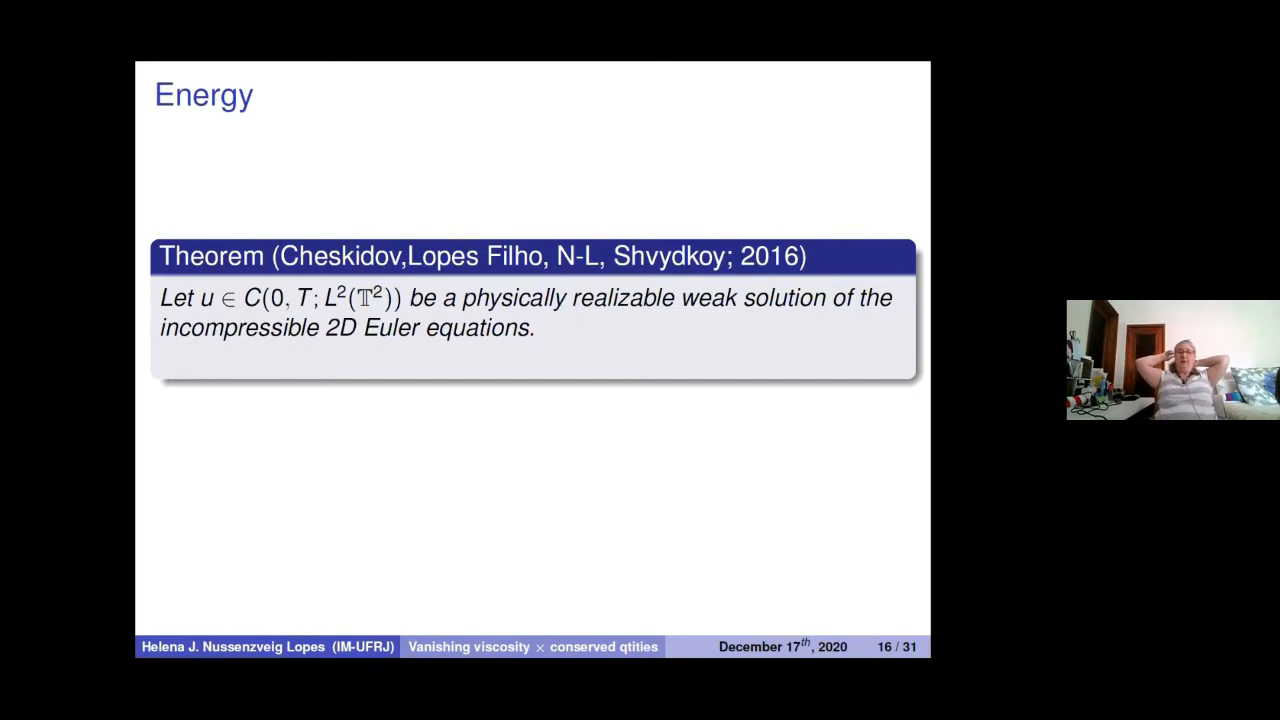 Energy
Theorem (Cheskidov,Lopes Filho, N-L, Shvydkoy; 2016)
Let u ∈ C(0, T; L²(𝕋²)) be a physically realizable weak solution of the
incompressible 2D Euler equations.
Helena J. Nussenzveig Lopes (IM-UFRJ) Vanishing viscosity × conserved qtities December 17th, 2020 16 / 31